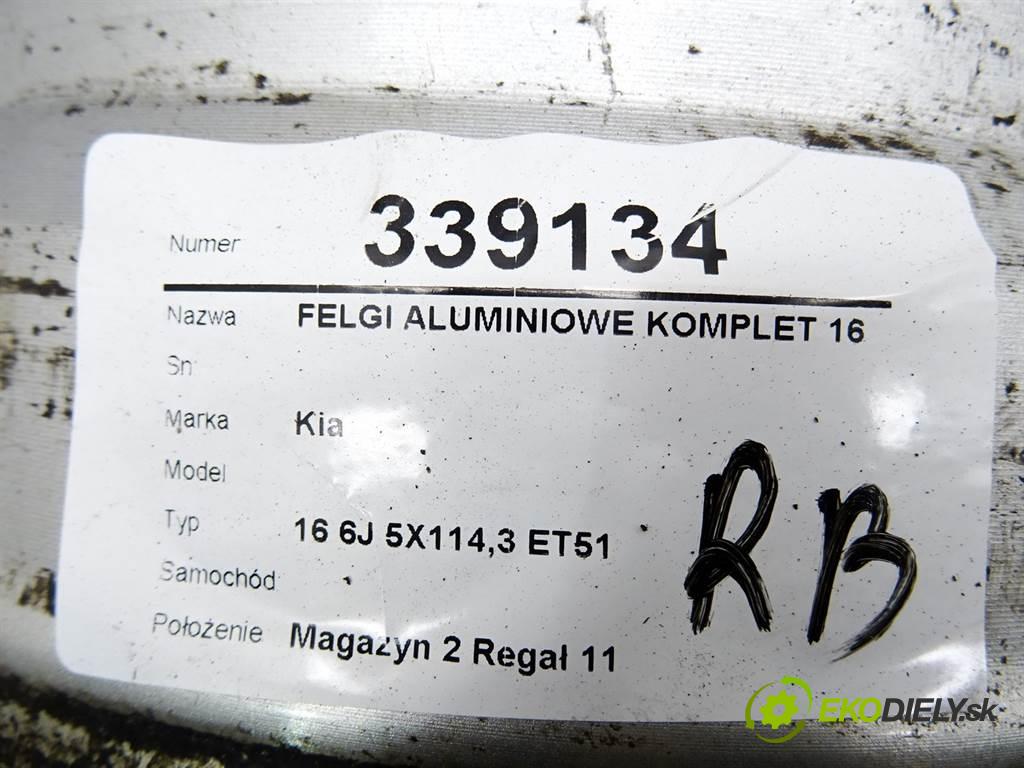 Numer 339134
Nazwa FELGI ALUMINIOWE KOMPLET 16
Sn
Marka Kia
Model
Typ 16 6J 5X114,3 ET51
Samochód
Położenie Magazyn 2 Regał 11
RB
EKODIELY.sk